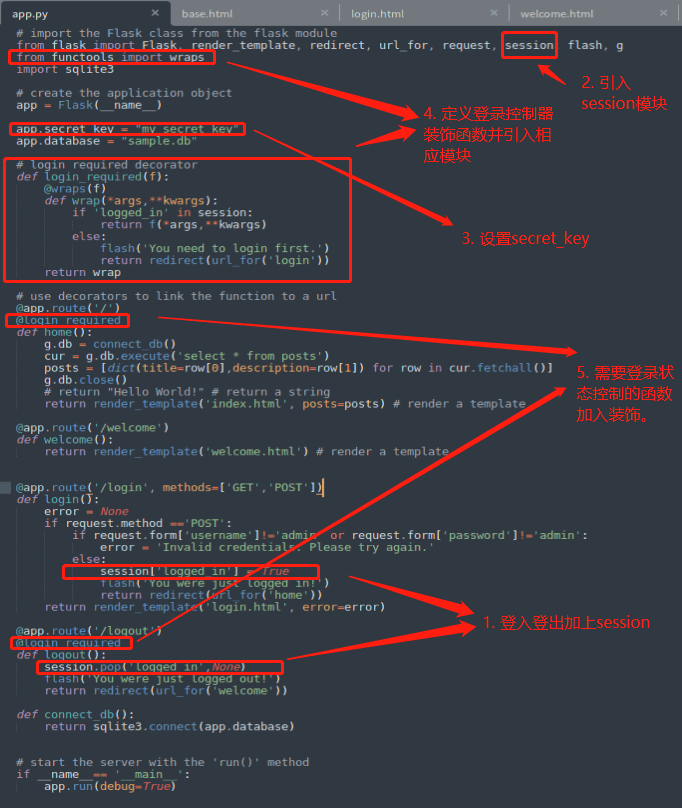 app.py × base.html × login.html × welcome.html ×
# import the Flask class from the flask module
from flask import Flask, render_template, redirect, url_for, request, session flash, g
from functools import wraps
import sqlite3
2. 引入
session模块
# create the application object
app = Flask(__name__)
4. 定义登录控制器
装饰函数并引入相
应模块
app.secret_key = "my_secret_key"
app.database = "sample.db"
# login required decorator
def login_required(f):
@wraps(f)
def wrap(*args,**kwargs):
if 'logged_in' in session:
return f(*args,**kwargs)
else:
flash('You need to login first.')
return redirect(url_for('login'))
return wrap
3. 设置secret_key
# use decorators to link the function to a url
@app.route('/')
@login_required
def home():
g.db = connect_db()
cur = g.db.execute('select * from posts')
posts = [dict(title=row[0],description=row[1]) for row in cur.fetchall()]
g.db.close()
# return "Hello World!" # return a string
return render_template('index.html', posts=posts) # render a template
5. 需要登录状
态控制的函数
加入装饰。
@app.route('/welcome')
def welcome():
return render_template('welcome.html') # render a template
@app.route('/login', methods=['GET','POST'])
def login():
error = None
if request.method =='POST':
if request.form['username']!='admin' or request.form['password']!='admin':
error = 'Invalid credentials. Please try again.'
else:
session['logged_in'] = True
flash('You were just logged in!')
return redirect(url_for('home'))
return render_template('login.html', error=error)
1. 登入登出加上session
@app.route('/logout')
@login_required
def logout():
session.pop('logged_in',None)
flash('You were just logged out!')
return redirect(url_for('welcome'))
def connect_db():
return sqlite3.connect(app.database)
# start the server with the 'run()' method
if __name__== '__main__':
app.run(debug=True)